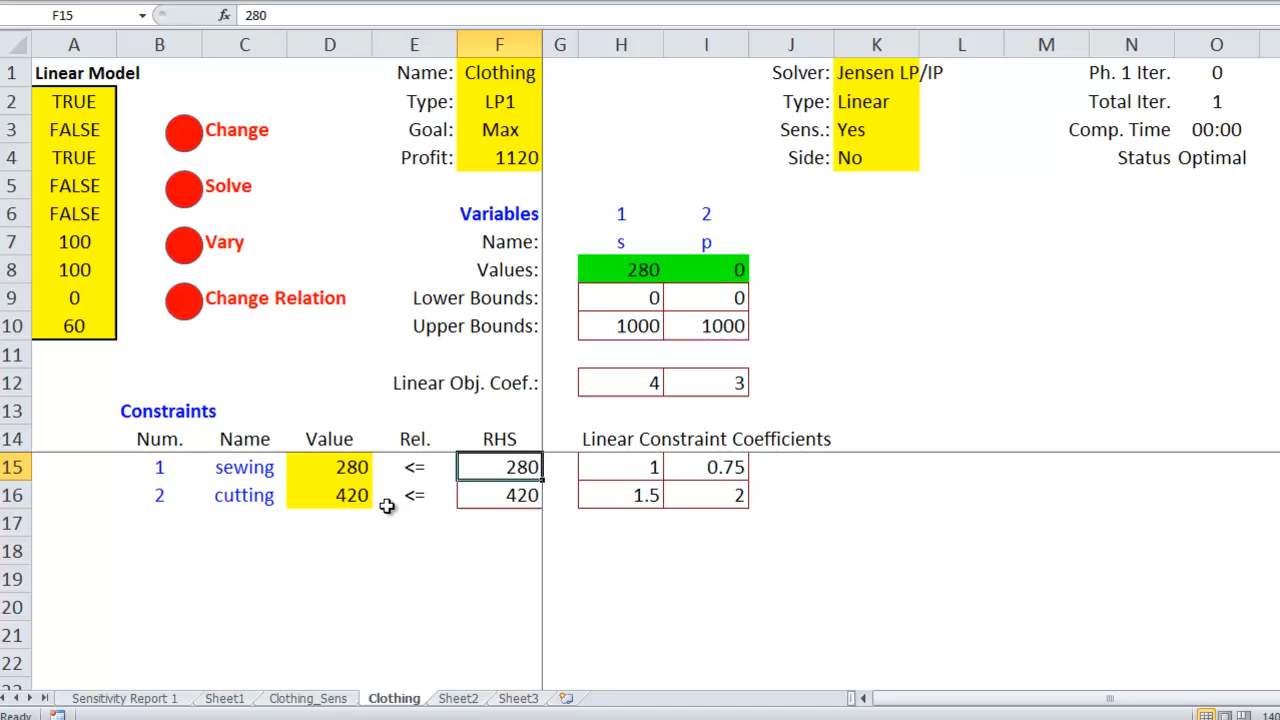 F15 fx 280
A B C D E F G H I J K L M N O
1 Linear Model Name: Clothing Solver: Jensen LP/IP Ph. 1 Iter. 0
2 TRUE Type: LP1 Type: Linear Total Iter. 1
3 FALSE Change Goal: Max Sens.: Yes Comp. Time 00:00
4 TRUE Profit: 1120 Side: No Status Optimal
5 FALSE Solve
6 FALSE Variables 1 2
7 100 Vary Name: s p
8 100 Values: 280 0
9 0 Change Relation Lower Bounds: 0 0
10 60 Upper Bounds: 1000 1000
11
12 Linear Obj. Coef.: 4 3
13 Constraints
14 Num. Name Value Rel. RHS Linear Constraint Coefficients
15 1 sewing 280 <= 280 1 0.75
16 2 cutting 420 <= 420 1.5 2
17
18
19
20
21
22
Sensitivity Report 1 Sheet1 Clothing_Sens Clothing Sheet2 Sheet3
Ready